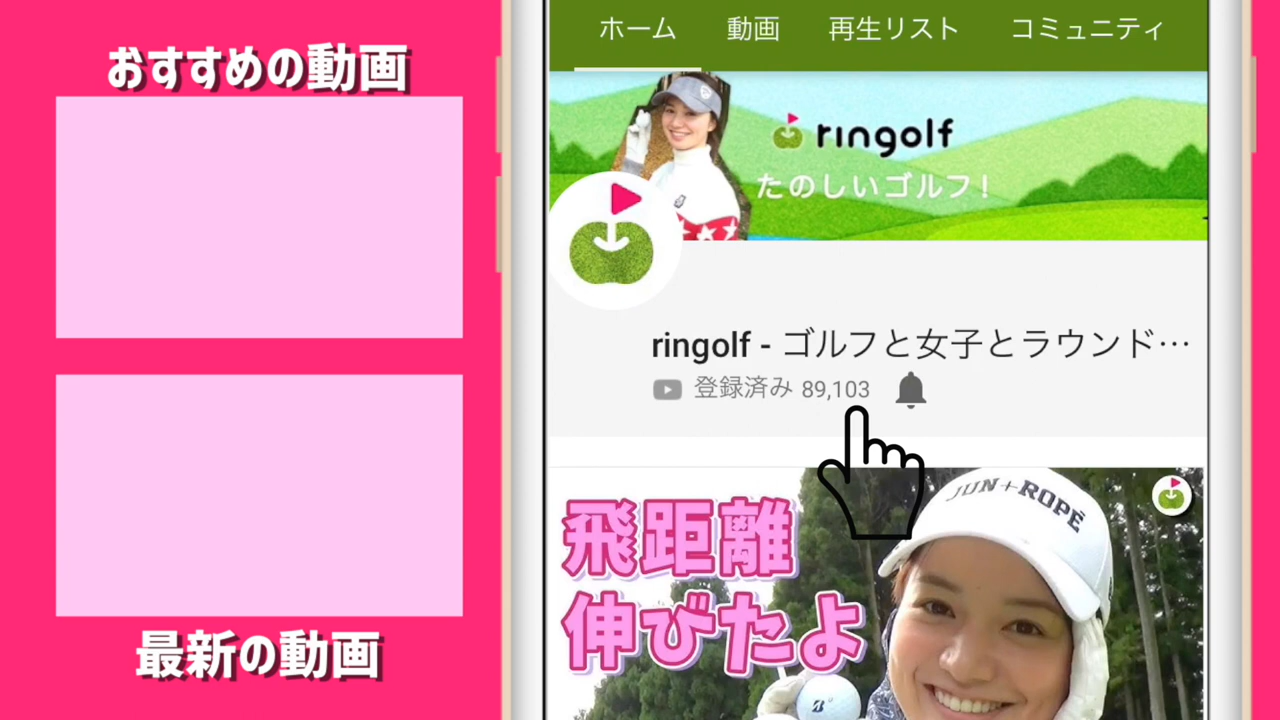 おすすめの動画
最新の動画
ホーム 動画 再生リスト コミュニティ
ringolf
たのしいゴルフ!
ringolf - ゴルフと女子とラウンド…
登録済み 89,103
飛距離
伸びたよ
JUN+ROPÉ
B